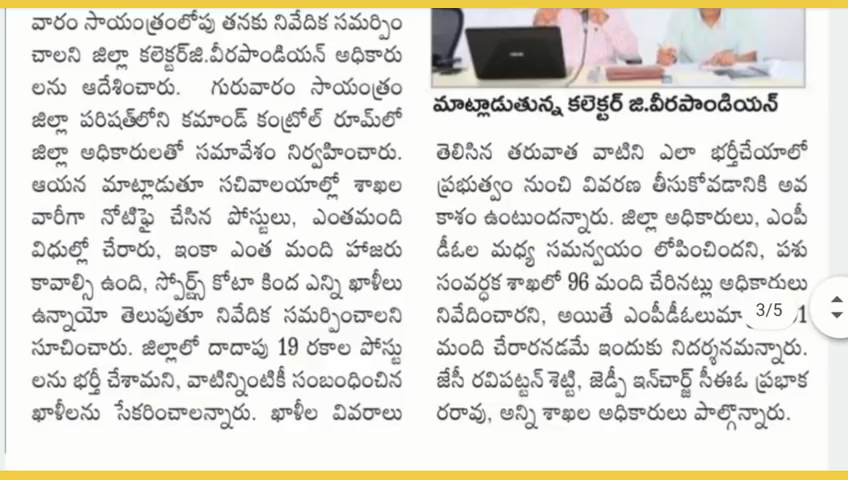 వారం సాయంత్రంలోపు తనకు నివేదిక సమర్పిం
చాలని జిల్లా కలెక్టర్‌జి.వీరపాండియన్ అధికారు
లను ఆదేశించారు. గురువారం సాయంత్రం
జిల్లా పరిషత్‌లోని కమాండ్ కంట్రోల్ రూమ్‌లో
జిల్లా అధికారులతో సమావేశం నిర్వహించారు.
ఆయన మాట్లాడుతూ సచివాలయాల్లో శాఖల
వారీగా నోటిఫై చేసిన పోస్టులు, ఎంతమంది
విధుల్లో చేరారు, ఇంకా ఎంత మంది హాజరు
కావాల్సి ఉంది, స్పోర్ట్స్ కోటా కింద ఎన్ని ఖాళీలు
ఉన్నాయో తెలుపుతూ నివేదిక సమర్పించాలని
సూచించారు. జిల్లాలో దాదాపు 19 రకాల పోస్టు
లను భర్తీ చేశామని, వాటిన్నింటికీ సంబంధించిన
ఖాళీలను సేకరించాలన్నారు. ఖాళీల వివరాలు
మాట్లాడుతున్న కలెక్టర్ జి.వీరపాండియన్
తెలిసిన తరువాత వాటిని ఎలా భర్తీచేయాలో
ప్రభుత్వం నుంచి వివరణ తీసుకోవడానికి అవ
కాశం ఉంటుందన్నారు. జిల్లా అధికారులు, ఎంపీ
డీఓల మధ్య సమన్వయం లోపించిందని, పశు
సంవర్ధక శాఖలో 96 మంది చేరినట్లు అధికారులు
నివేదించారని, అయితే ఎంపీడీఓలుమా 1
మంది చేరారనడమే ఇందుకు నిదర్శనమన్నారు.
జేసీ రవిపట్టన్ శెట్టి, జెడ్పీ ఇన్‌చార్జ్ సీఈఓ ప్రభాక
రరావు, అన్ని శాఖల అధికారులు పాల్గొన్నారు.
3/5